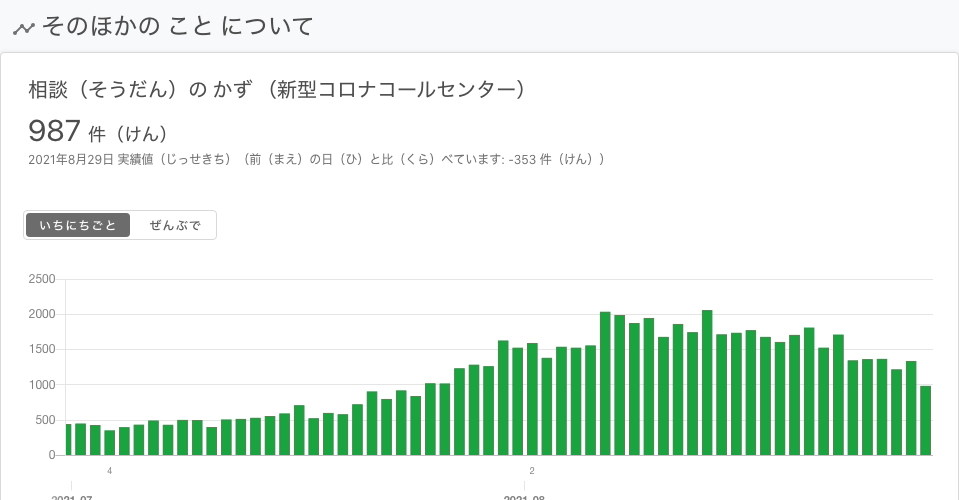 そのほかの こと について
相談（そうだん）の かず （新型コロナコールセンター）
987 件（けん）
2021年8月29日 実績値（じっせきち）（前（まえ）の日（ひ）と比（くら）べています: -353 件（けん））
いちにちごと ぜんぶで
2500
2000
1500
1000
500
0
4 2
2021-07 2021-08